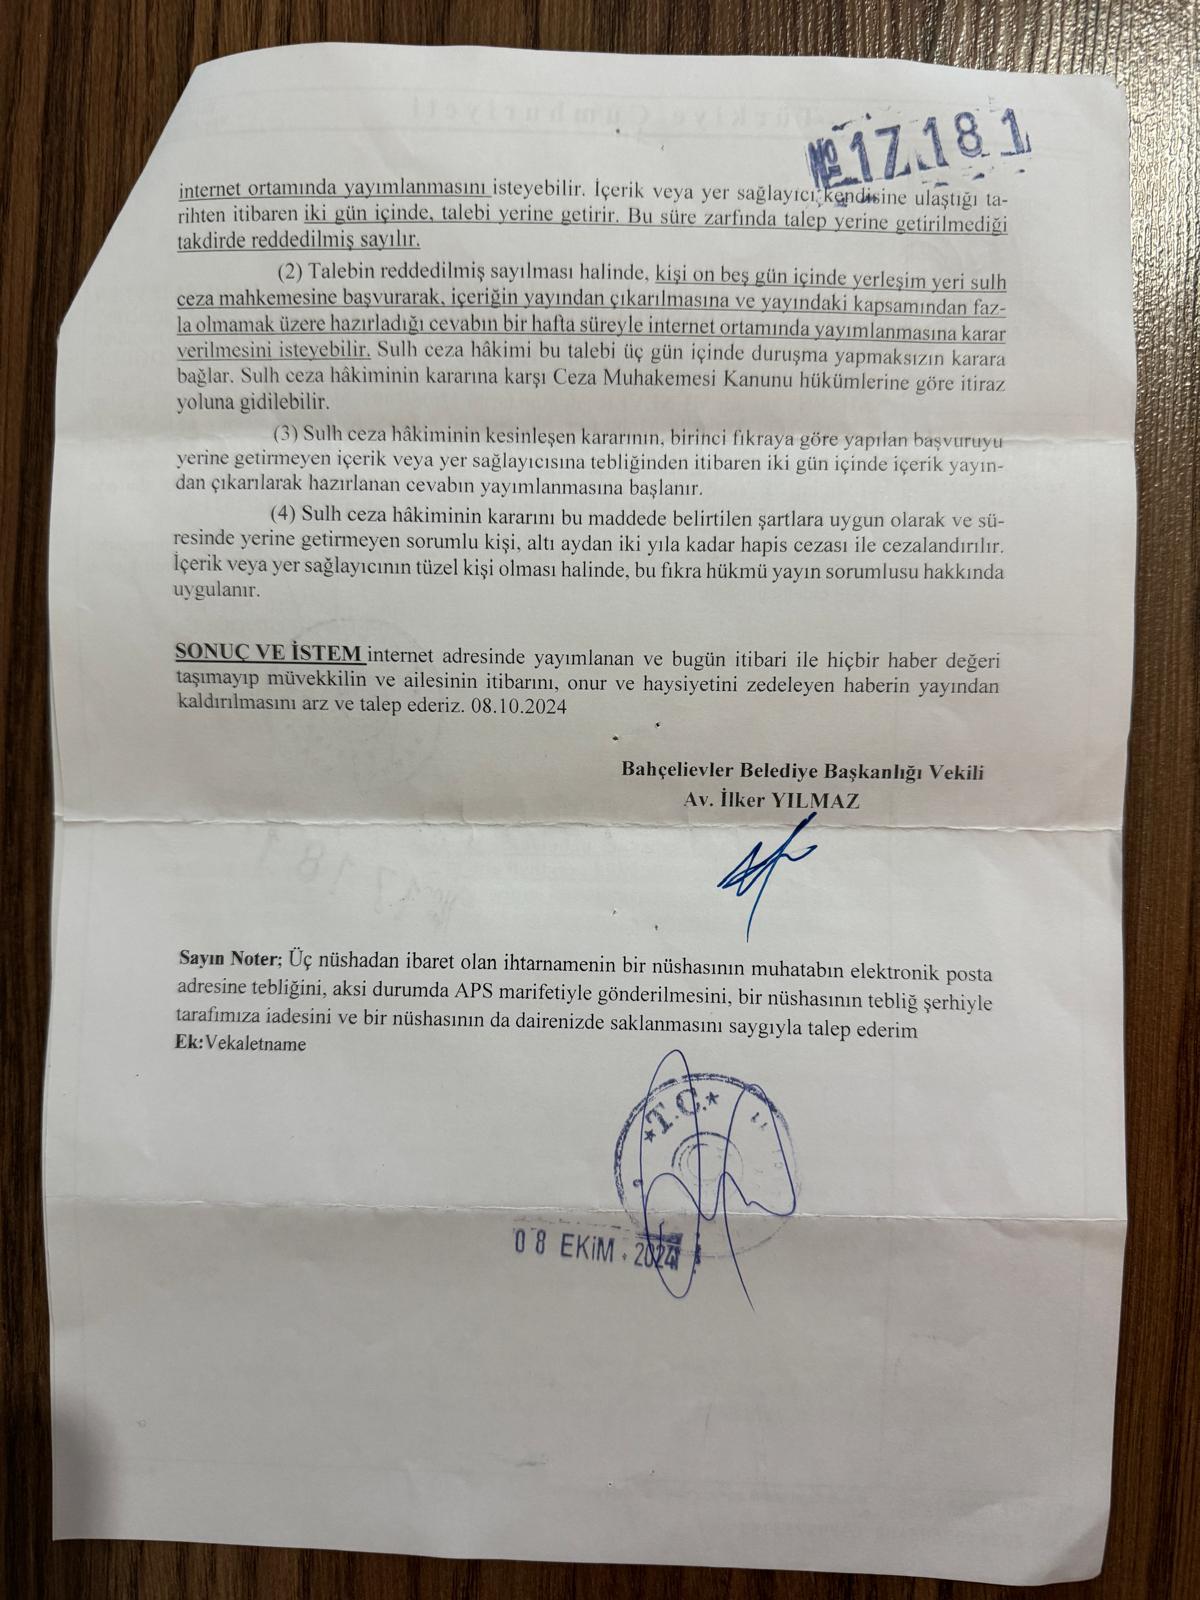 № 17181
internet ortamında yayımlanmasını isteyebilir. İçerik veya yer sağlayıcı, kendisine ulaştığı ta-
rihten itibaren iki gün içinde, talebi yerine getirir. Bu süre zarfında talep yerine getirilmediği
takdirde reddedilmiş sayılır.
(2) Talebin reddedilmiş sayılması halinde, kişi on beş gün içinde yerleşim yeri sulh
ceza mahkemesine başvurarak, içeriğin yayından çıkarılmasına ve yayındaki kapsamından faz-
la olmamak üzere hazırladığı cevabın bir hafta süreyle internet ortamında yayımlanmasına karar
verilmesini isteyebilir. Sulh ceza hâkimi bu talebi üç gün içinde duruşma yapmaksızın karara
bağlar. Sulh ceza hâkiminin kararına karşı Ceza Muhakemesi Kanunu hükümlerine göre itiraz
yoluna gidilebilir.
(3) Sulh ceza hâkiminin kesinleşen kararının, birinci fıkraya göre yapılan başvuruyu
yerine getirmeyen içerik veya yer sağlayıcısına tebliğinden itibaren iki gün içinde içerik yayın-
dan çıkarılarak hazırlanan cevabın yayımlanmasına başlanır.
(4) Sulh ceza hâkiminin kararını bu maddede belirtilen şartlara uygun olarak ve sü-
resinde yerine getirmeyen sorumlu kişi, altı aydan iki yıla kadar hapis cezası ile cezalandırılır.
İçerik veya yer sağlayıcının tüzel kişi olması halinde, bu fıkra hükmü yayın sorumlusu hakkında
uygulanır.
SONUÇ VE İSTEM internet adresinde yayımlanan ve bugün itibari ile hiçbir haber değeri
taşımayıp müvekkilin ve ailesinin itibarını, onur ve haysiyetini zedeleyen haberin yayından
kaldırılmasını arz ve talep ederiz. 08.10.2024
Bahçelievler Belediye Başkanlığı Vekili
Av. İlker YILMAZ
Sayın Noter; Üç nüshadan ibaret olan ihtarnamenin bir nüshasının muhatabın elektronik posta
adresine tebliğini, aksi durumda APS marifetiyle gönderilmesini, bir nüshasının tebliğ şerhiyle
tarafımıza iadesini ve bir nüshasının da dairenizde saklanmasını saygıyla talep ederim
Ek:Vekaletname
★T.C.★
08 EKİM. 2024